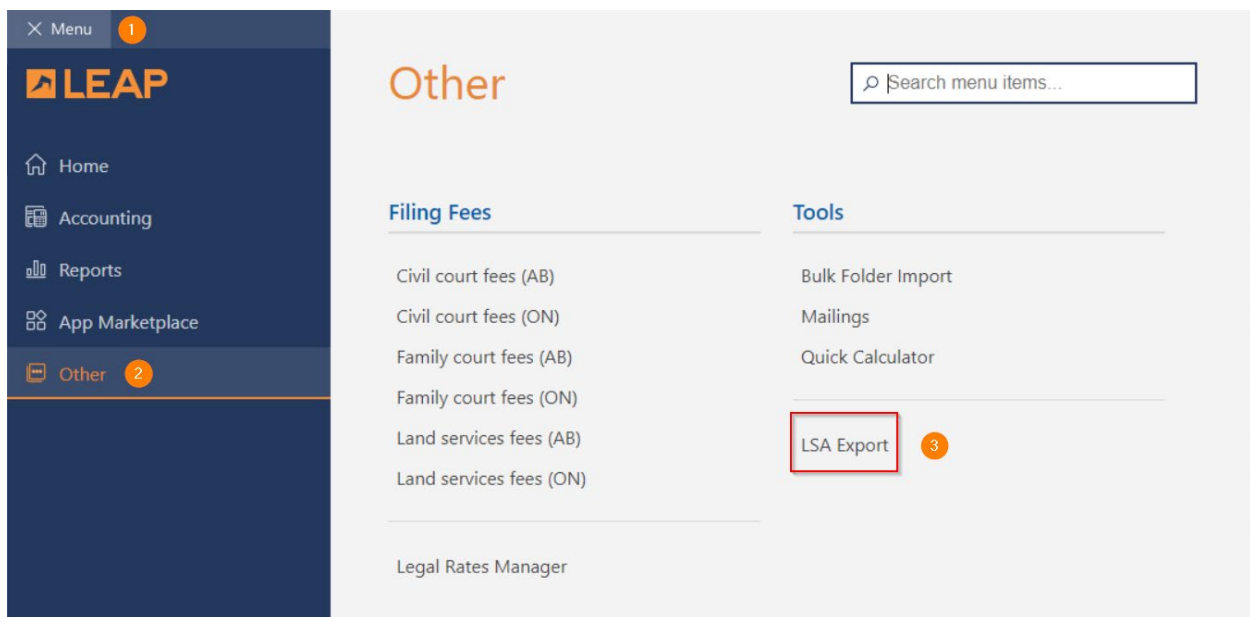 Menu 1
LEAP
Home
Accounting
Reports
App Marketplace
Other 2
Other
Search menu items...
Filing Fees
Civil court fees (AB)
Civil court fees (ON)
Family court fees (AB)
Family court fees (ON)
Land services fees (AB)
Land services fees (ON)
Legal Rates Manager
Tools
Bulk Folder Import
Mailings
Quick Calculator
LSA Export 3